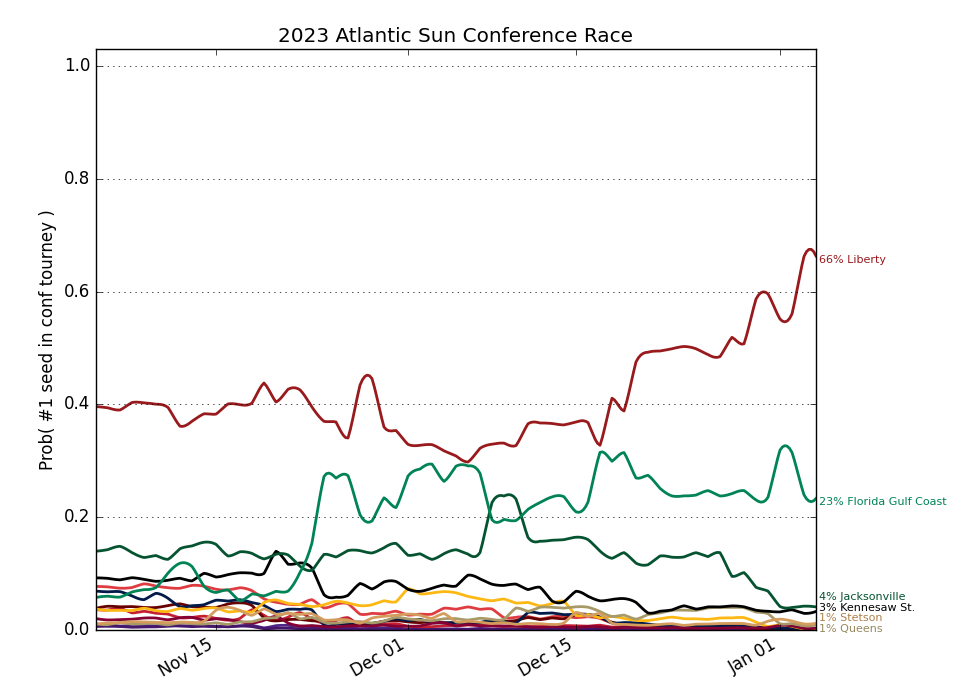 2023 Atlantic Sun Conference Race
Prob( #1 seed in conf tourney )
1.0
0.8
0.6
0.4
0.2
0.0
66% Liberty
23% Florida Gulf Coast
4% Jacksonville
3% Kennesaw St.
1% Stetson
1% Queens
Nov 15
Dec 01
Dec 15
Jan 01